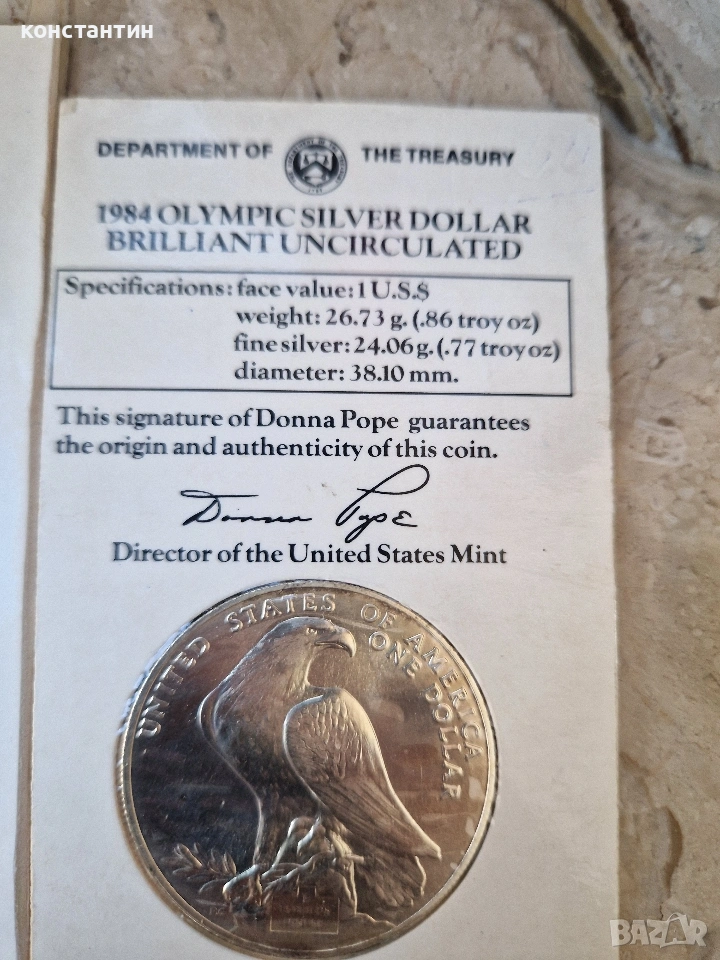 константин
DEPARTMENT OF THE TREASURY
1984 OLYMPIC SILVER DOLLAR
BRILLIANT UNCIRCULATED
Specifications: face value: 1 U.S.$
weight: 26.73 g. (.86 troy oz)
fine silver: 24.06 g. (.77 troy oz)
diameter: 38.10 mm.
This signature of Donna Pope guarantees
the origin and authenticity of this coin.
Donna Pope
Director of the United States Mint
UNITED STATES OF AMERICA
ONE DOLLAR
BAZAR